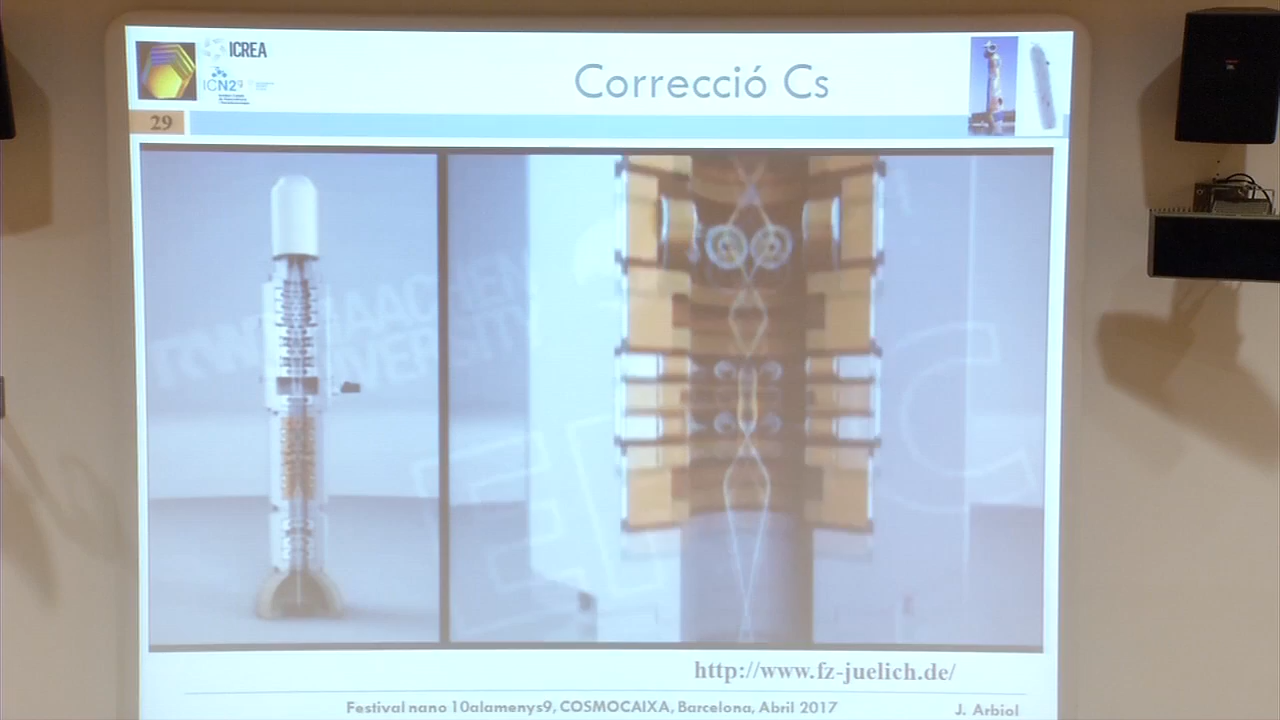 ICREA
ICN2
Correcció Cs
29
AACHEN
http://www.fz-juelich.de/
Festival nano 10alamenys9, COSMOCAIXA, Barcelona, Abril 2017
J. Arbiol